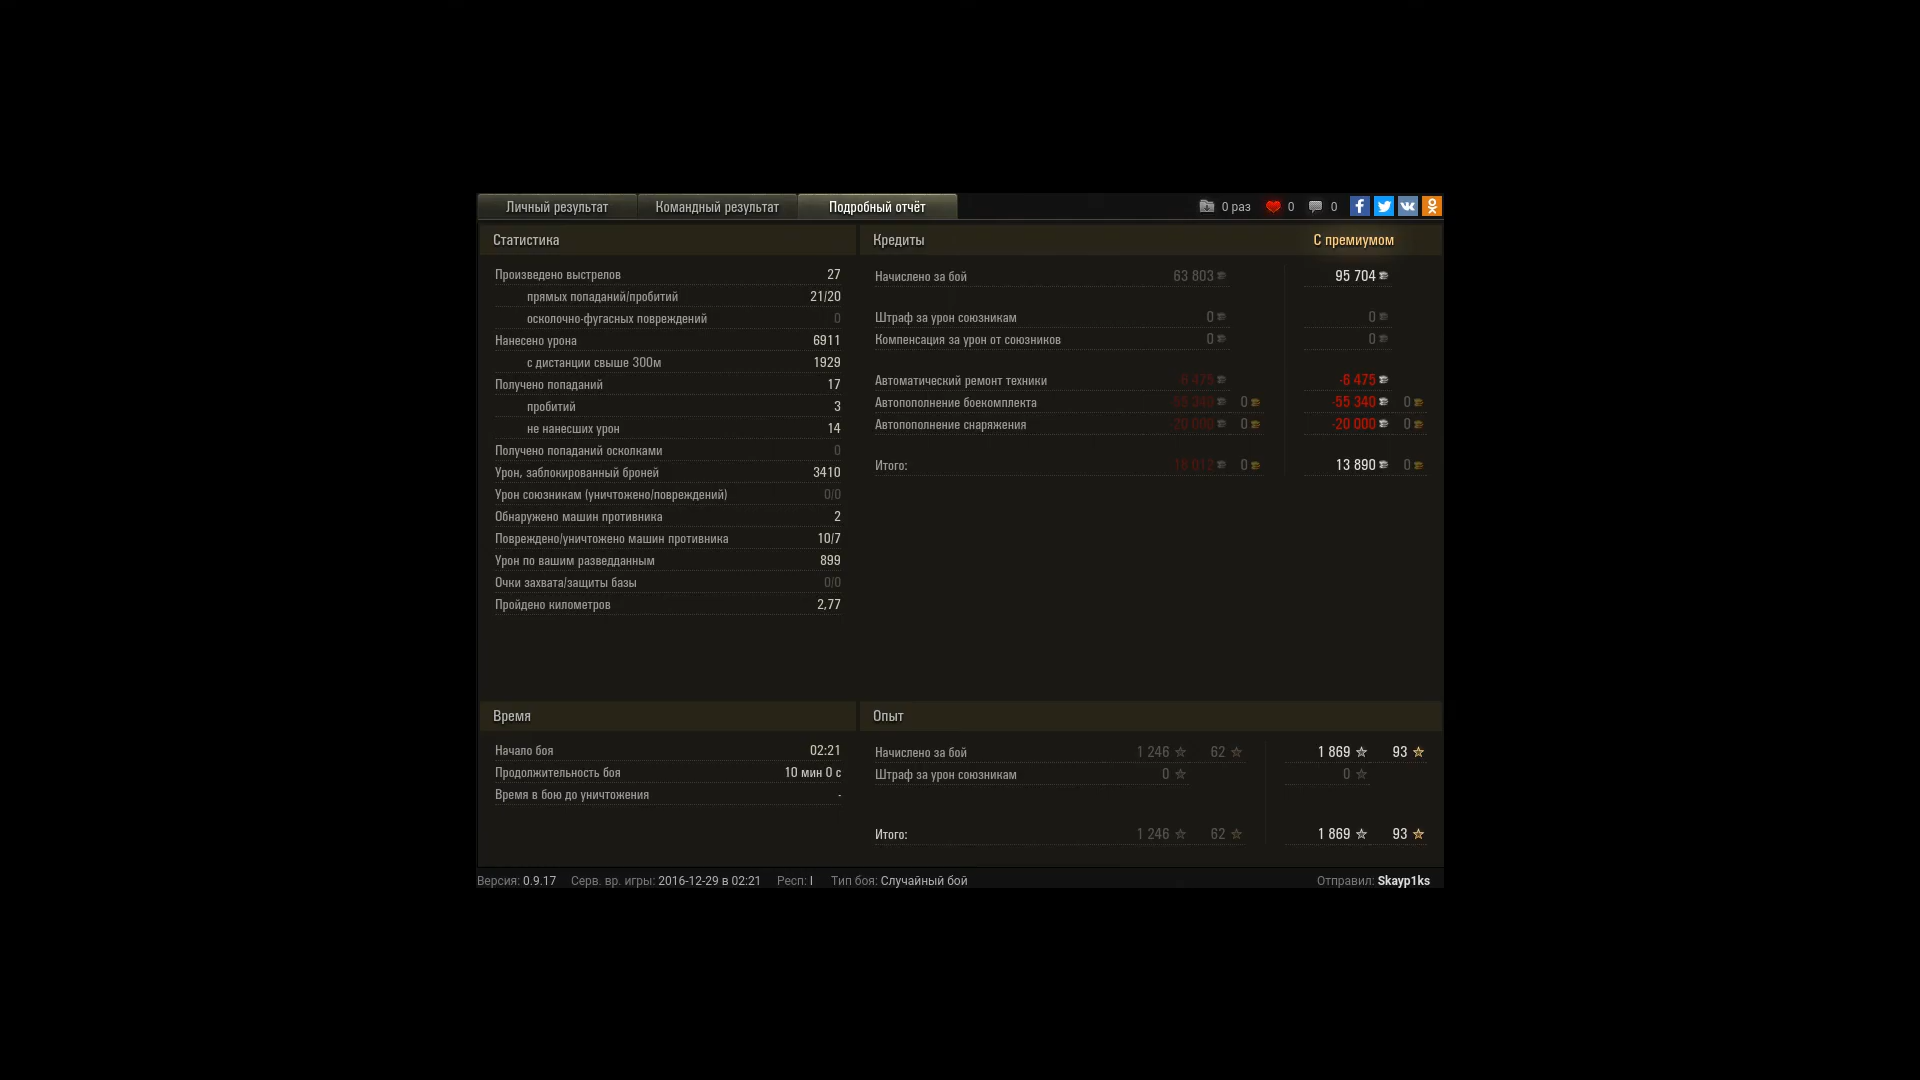 Личный результат Командный результат Подробный отчёт 0 раз 0 0
Статистика
Произведено выстрелов 27
прямых попаданий/пробитий 21/20
осколочно-фугасных повреждений 0
Нанесено урона 6911
с дистанции свыше 300м 1929
Получено попаданий 17
пробитий 3
не нанесших урон 14
Получено попаданий осколками 0
Урон, заблокированный броней 3410
Урон союзникам (уничтожено/повреждений) 0/0
Обнаружено машин противника 2
Повреждено/уничтожено машин противника 10/7
Урон по вашим разведданным 899
Очки захвата/защиты базы 0/0
Пройдено километров 2,77
Кредиты С премиумом
Начислено за бой 63 803 95 704
Штраф за урон союзникам 0 0
Компенсация за урон от союзников 0 0
Автоматический ремонт техники -6 475 -6 475
Автопополнение боекомплекта -55 340 0 -55 340 0
Автопополнение снаряжения -20 000 0 -20 000 0
Итого: -18 012 0 13 890 0
Время
Начало боя 02:21
Продолжительность боя 10 мин 0 с
Время в бою до уничтожения -
Опыт
Начислено за бой 1 246 62 1 869 93
Штраф за урон союзникам 0 0
Итого: 1 246 62 1 869 93
Версия: 0.9.17 Серв. вр. игры: 2016-12-29 в 02:21 Респ: I Тип боя: Случайный бой Отправил: Skayp1ks